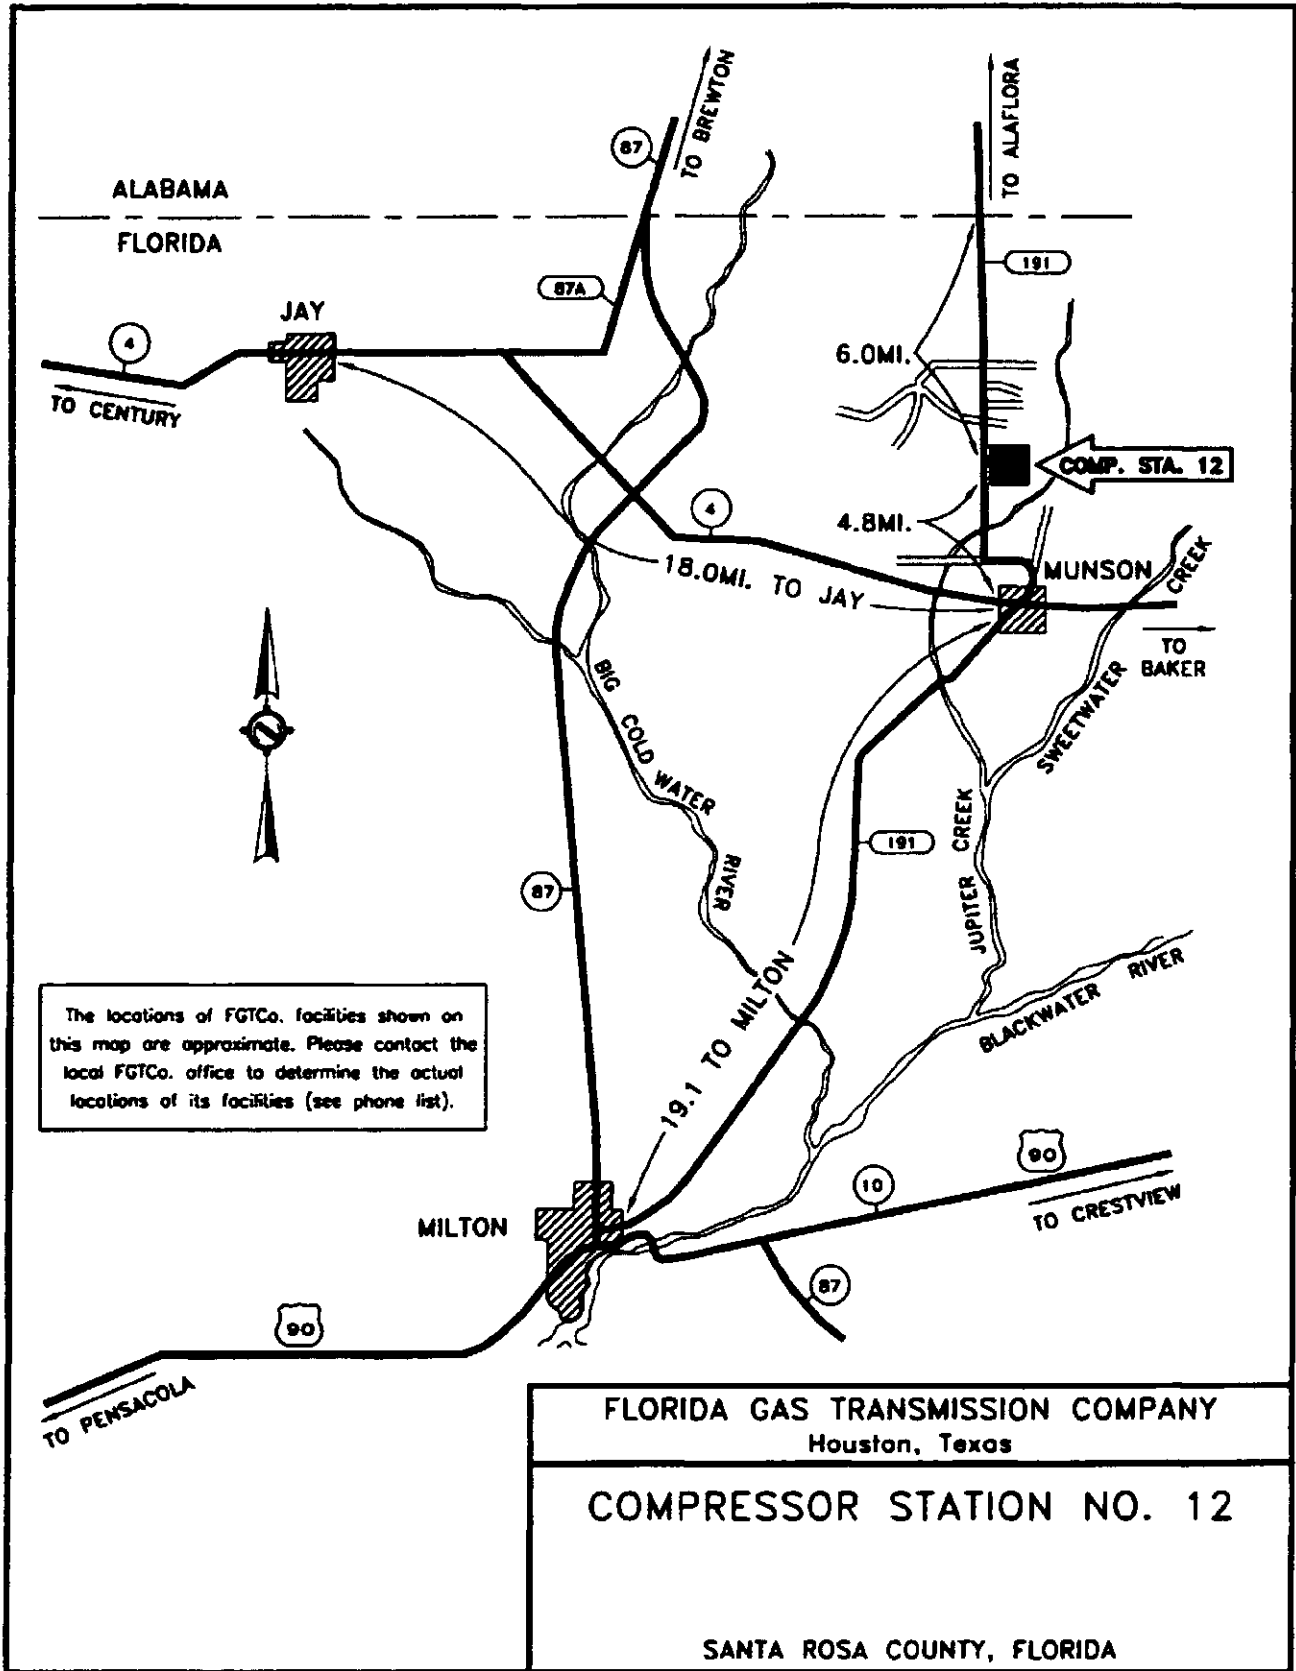 TO BREWTON
TO ALAFLORA
87
ALABAMA
FLORIDA
191
87A
JAY
4
6.0MI.
TO CENTURY
COMP. STA. 12
4
4.8MI.
18.0MI. TO JAY
MUNSON
SWEETWATER CREEK
TO
BAKER
BIG COLD WATER RIVER
191
JUPITER CREEK
87
BLACKWATER RIVER
19.1 TO MILTON
The locations of FGTCo. facilities shown on
this map are approximate. Please contact the
local FGTCo. office to determine the actual
locations of its facilities (see phone list).
90
10
TO CRESTVIEW
MILTON
87
90
TO PENSACOLA
FLORIDA GAS TRANSMISSION COMPANY
Houston, Texas
COMPRESSOR STATION NO. 12
SANTA ROSA COUNTY, FLORIDA